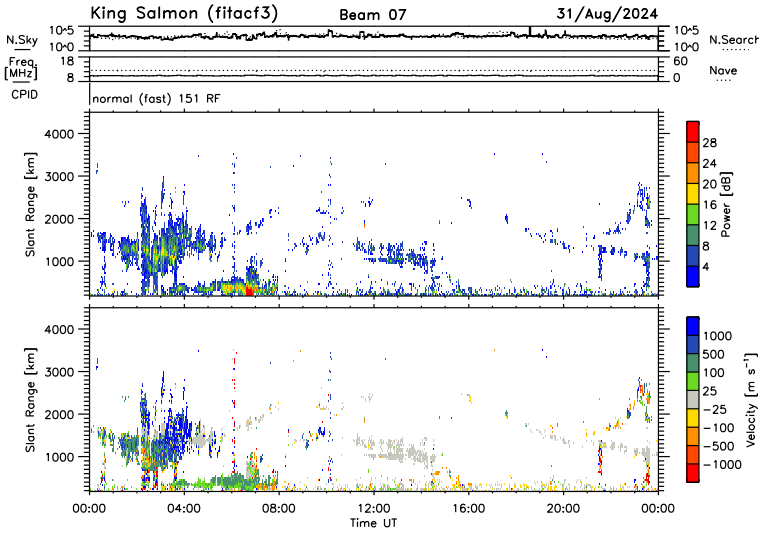 King Salmon (fitacf3) Beam 07 31/Aug/2024
N.Sky 10^5 10^0 10^5 10^0 N.Search
Freq. [MHz] 18 8 60 0 Nave
CPID normal (fast) 151 RF
Slant Range [km] 4000 3000 2000 1000
28 24 20 16 12 8 4 Power [dB]
Slant Range [km] 4000 3000 2000 1000
1000 500 100 25 −25 −100 −500 −1000 Velocity [m s⁻¹]
00:00 04:00 08:00 12:00 16:00 20:00 00:00
Time UT